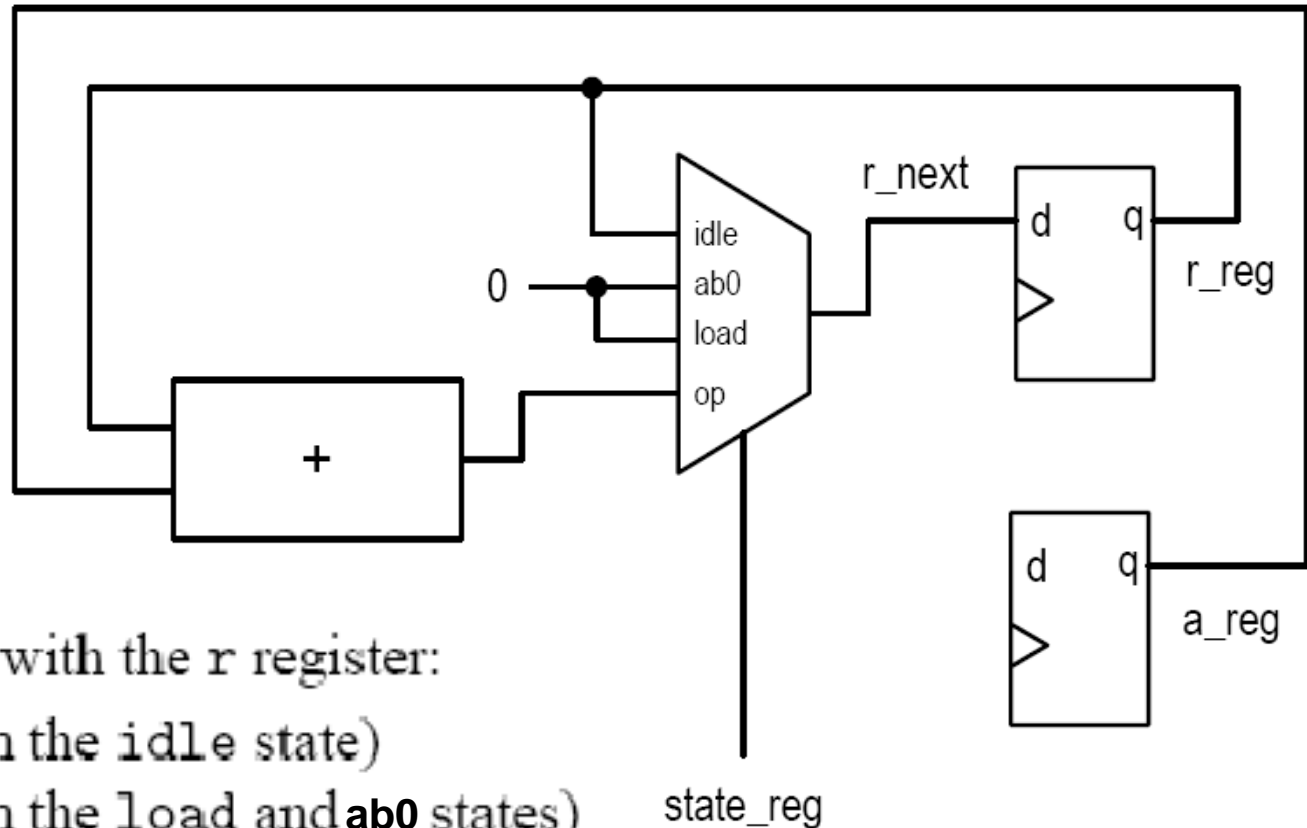 r_next
idle
ab0
load
op
0
d q
r_reg
+
d q
a_reg
state_reg
with the r register:
the idle state)
the load and ab0 states)